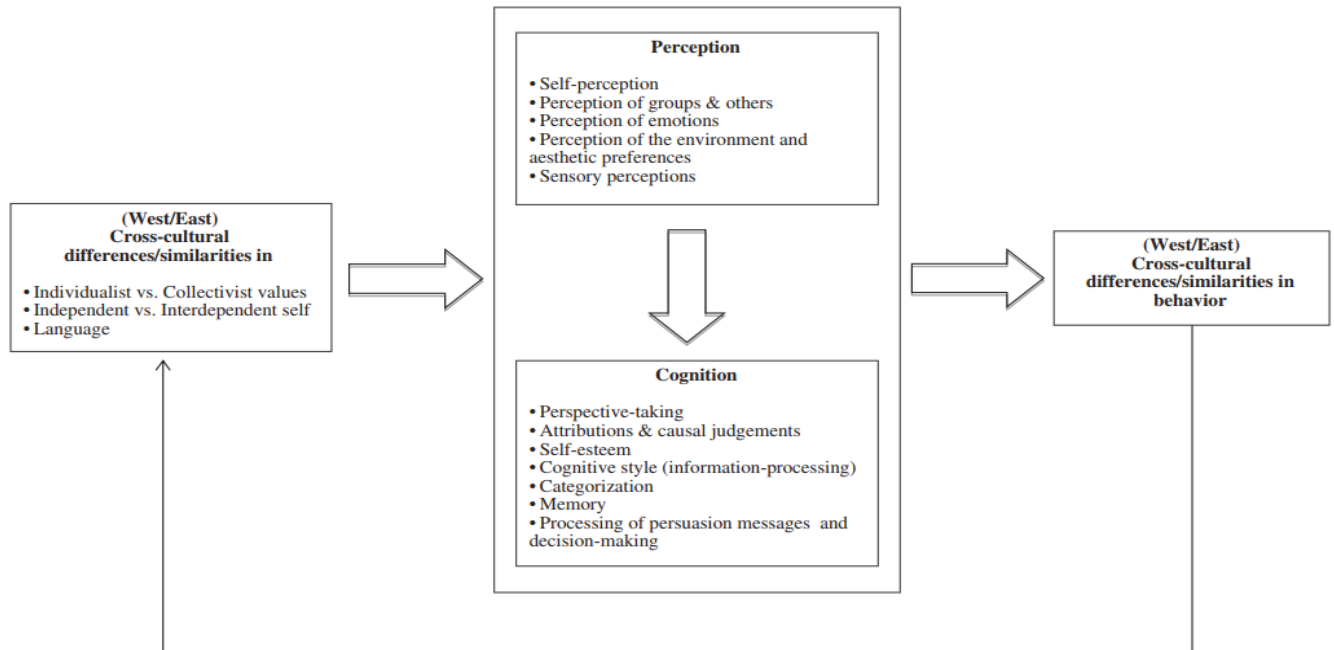 Perception
• Self-perception
• Perception of groups & others
• Perception of emotions
• Perception of the environment and
aesthetic preferences
• Sensory perceptions
(West/East)
Cross-cultural
differences/similarities in
• Individualist vs. Collectivist values
• Independent vs. Interdependent self
• Language
(West/East)
Cross-cultural
differences/similarities in
behavior
Cognition
• Perspective-taking
• Attributions & causal judgements
• Self-esteem
• Cognitive style (information-processing)
• Categorization
• Memory
• Processing of persuasion messages and
decision-making